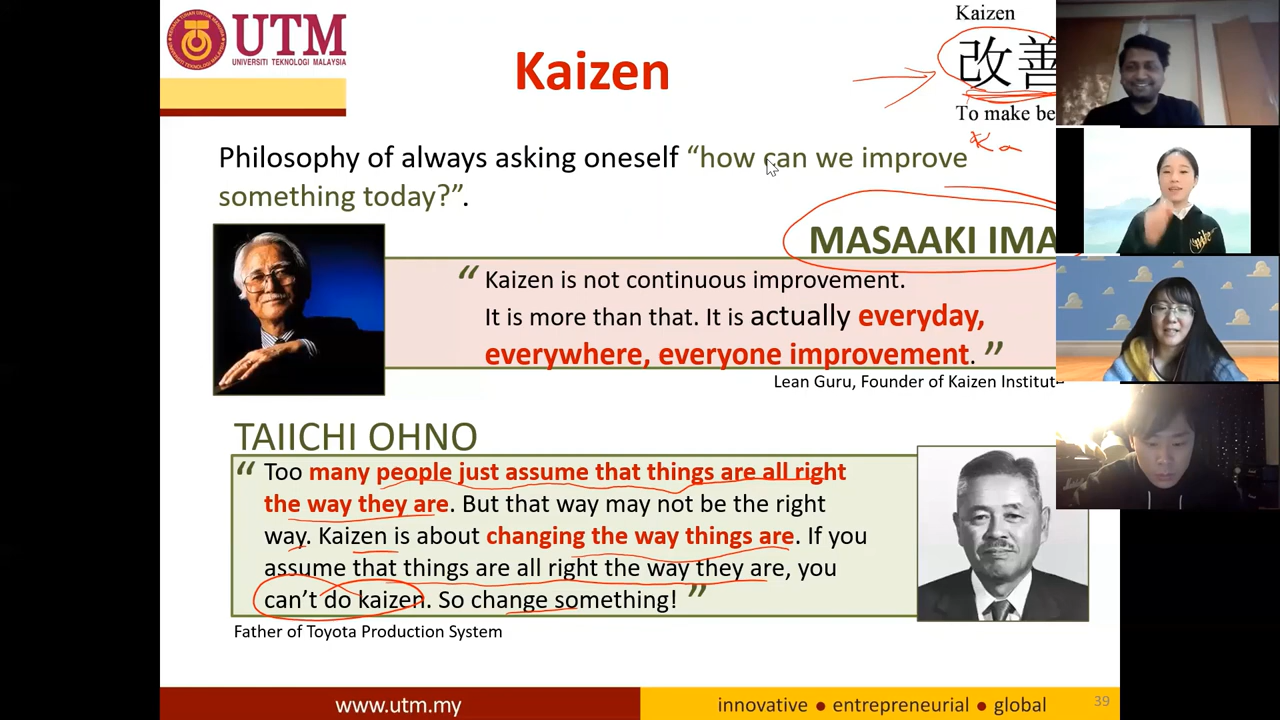 UTM
UNIVERSITI TEKNOLOGI MALAYSIA
Kaizen
Kaizen
改善
To make be
Ka
Philosophy of always asking oneself “how can we improve
something today?”.
MASAAKI IMA
“ Kaizen is not continuous improvement.
It is more than that. It is actually everyday,
everywhere, everyone improvement. ”
Lean Guru, Founder of Kaizen Institute
TAIICHI OHNO
“ Too many people just assume that things are all right
the way they are. But that way may not be the right
way. Kaizen is about changing the way things are. If you
assume that things are all right the way they are, you
can’t do kaizen. So change something! ”
Father of Toyota Production System
www.utm.my
innovative ● entrepreneurial ● global
39